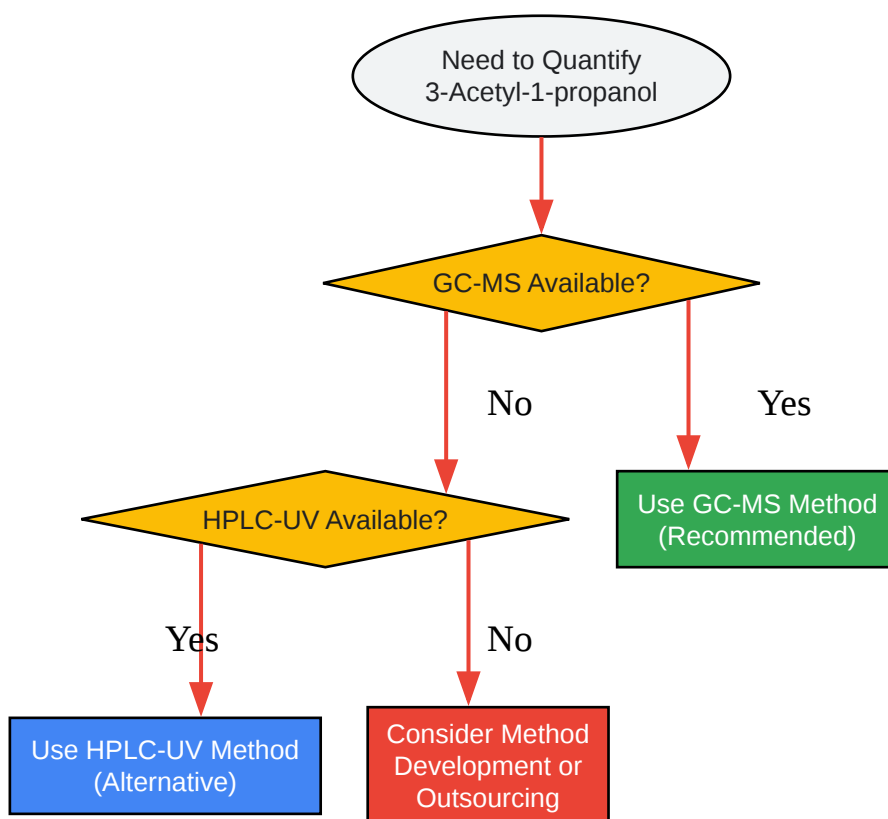 Need to Quantify
3-Acetyl-1-propanol
GC-MS Available?
No
Yes
HPLC-UV Available?
Use GC-MS Method
(Recommended)
Yes
No
Use HPLC-UV Method
(Alternative)
Consider Method
Development or
Outsourcing